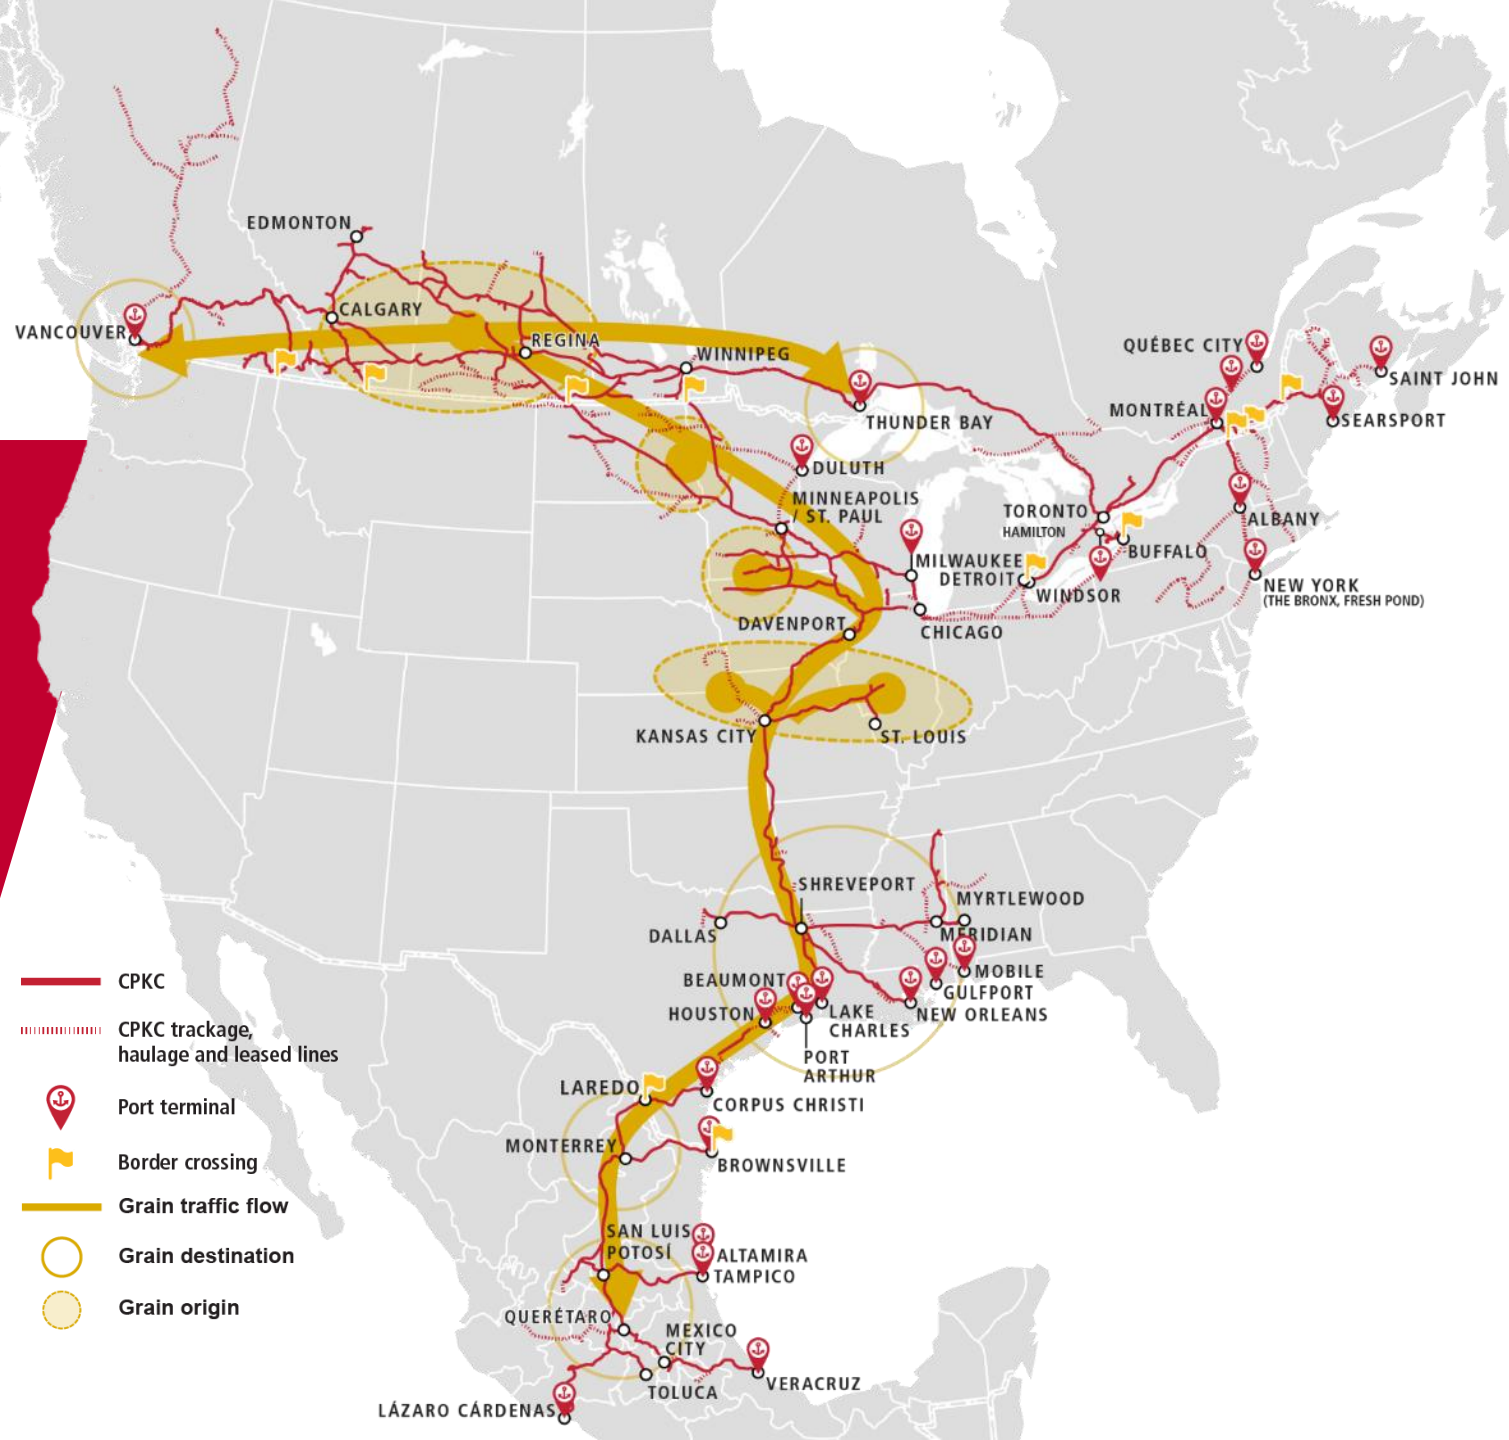 EDMONTON
CALGARY
VANCOUVER
REGINA
WINNIPEG
THUNDER BAY
QUÉBEC CITY
SAINT JOHN
MONTRÉAL
SEARSPORT
DULUTH
MINNEAPOLIS
/ ST. PAUL
TORONTO
HAMILTON
ALBANY
BUFFALO
MILWAUKEE
DETROIT
WINDSOR
NEW YORK
(THE BRONX, FRESH POND)
DAVENPORT
CHICAGO
KANSAS CITY
ST. LOUIS
SHREVEPORT
MYRTLEWOOD
DALLAS
MERIDIAN
BEAUMONT
MOBILE
GULFPORT
HOUSTON
LAKE
CHARLES
NEW ORLEANS
PORT
ARTHUR
LAREDO
CORPUS CHRISTI
MONTERREY
BROWNSVILLE
SAN LUIS
POTOSÍ
ALTAMIRA
TAMPICO
QUERÉTARO
MEXICO
CITY
TOLUCA
VERACRUZ
LÁZARO CÁRDENAS
CPKC
CPKC trackage,
haulage and leased lines
Port terminal
Border crossing
Grain traffic flow
Grain destination
Grain origin